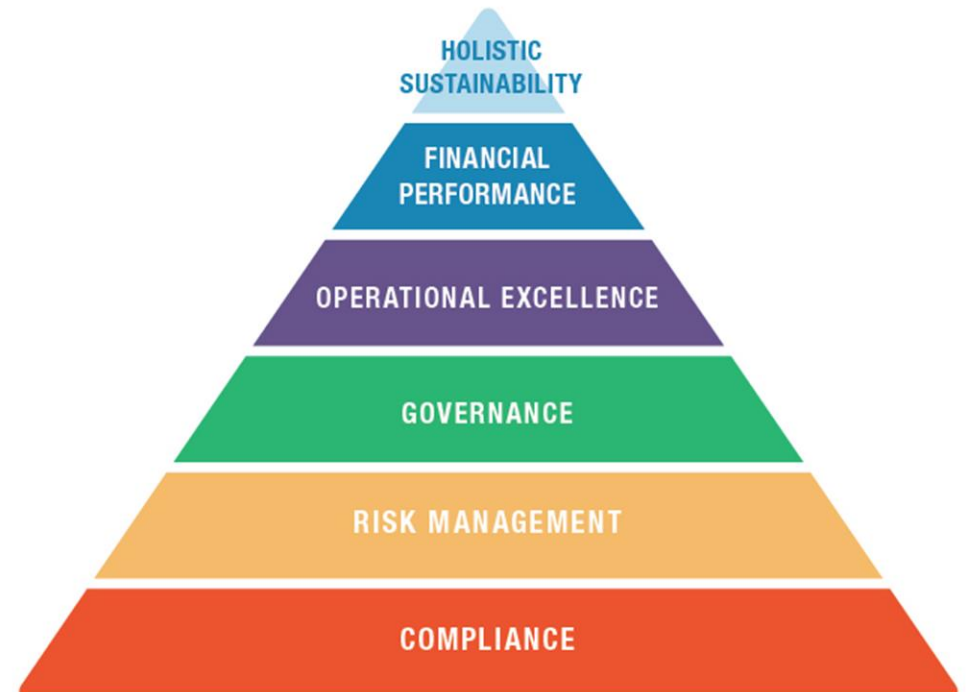 HOLISTIC
SUSTAINABILITY
FINANCIAL
PERFORMANCE
OPERATIONAL EXCELLENCE
GOVERNANCE
RISK MANAGEMENT
COMPLIANCE